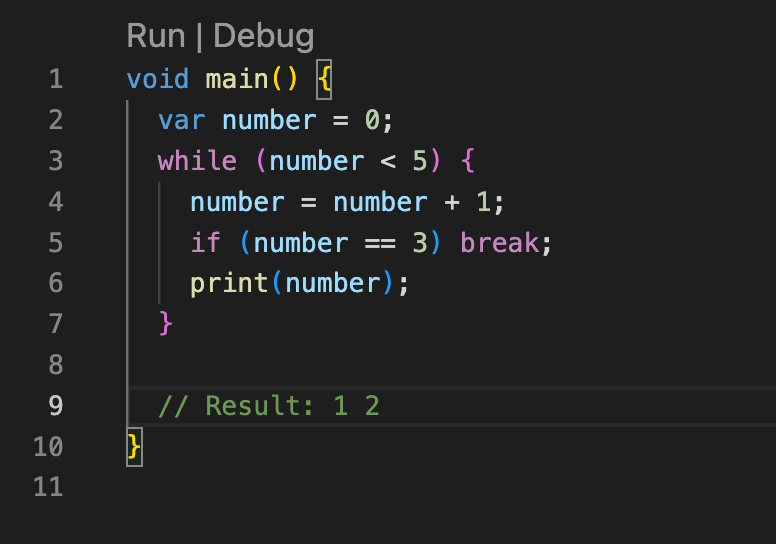 Run | Debug
1 void main() {
2   var number = 0;
3   while (number < 5) {
4     number = number + 1;
5     if (number == 3) break;
6     print(number);
7   }
8
9   // Result: 1 2
10 }
11